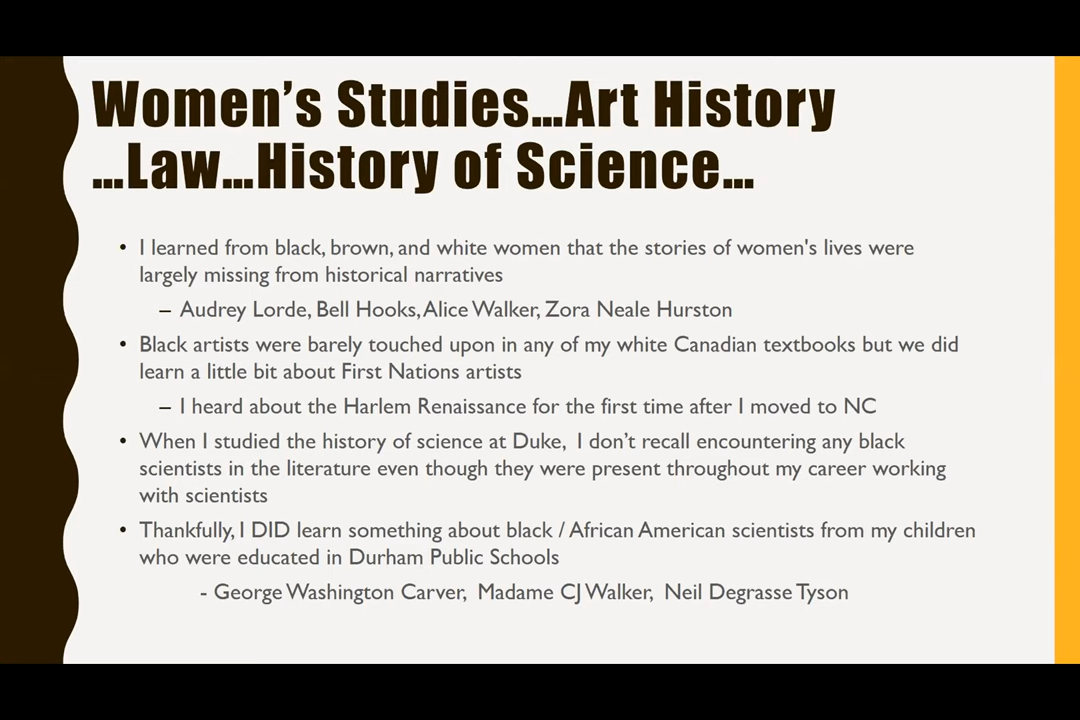 Women's Studies...Art History
...Law...History of Science...
• I learned from black, brown, and white women that the stories of women's lives were
largely missing from historical narratives
– Audrey Lorde, Bell Hooks, Alice Walker, Zora Neale Hurston
• Black artists were barely touched upon in any of my white Canadian textbooks but we did
learn a little bit about First Nations artists
– I heard about the Harlem Renaissance for the first time after I moved to NC
• When I studied the history of science at Duke,  I don't recall encountering any black
scientists in the literature even though they were present throughout my career working
with scientists
• Thankfully, I DID learn something about black / African American scientists from my children
who were educated in Durham Public Schools
- George Washington Carver,  Madame CJ Walker,  Neil Degrasse Tyson